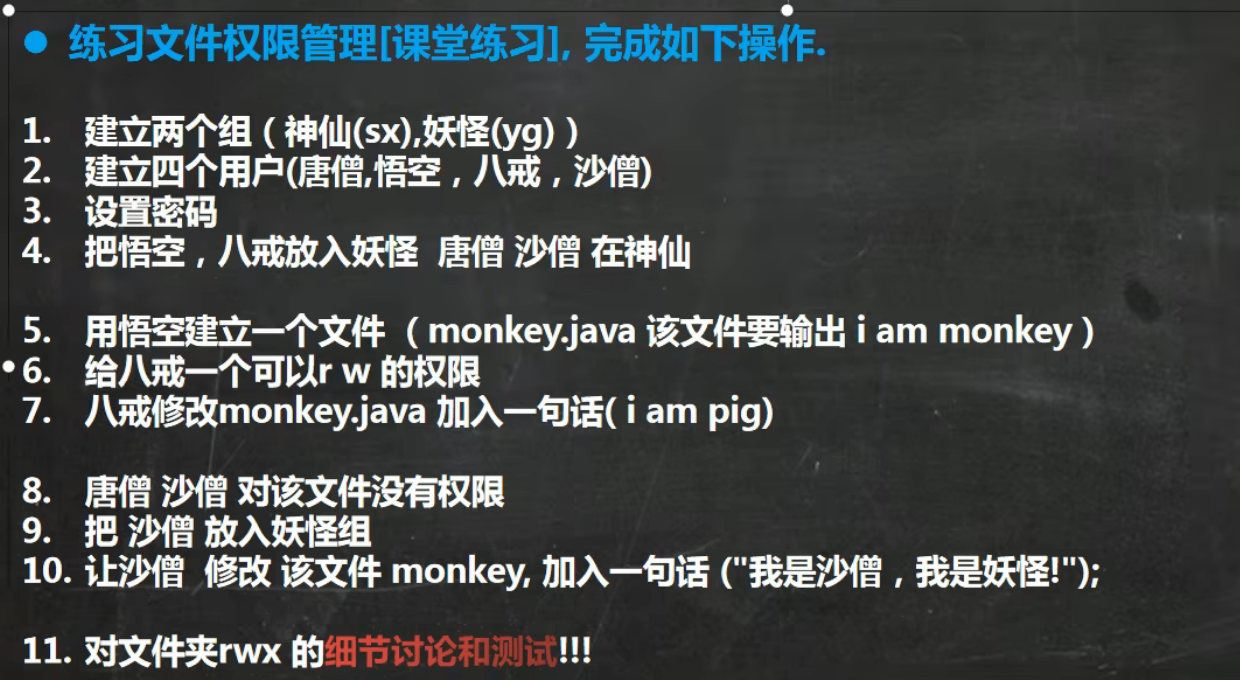 ● 练习文件权限管理[课堂练习], 完成如下操作.
1. 建立两个组（神仙(sx),妖怪(yg)）
2. 建立四个用户(唐僧,悟空，八戒，沙僧)
3. 设置密码
4. 把悟空，八戒放入妖怪 唐僧 沙僧 在神仙
5. 用悟空建立一个文件 （monkey.java 该文件要输出 i am monkey）
6. 给八戒一个可以r w 的权限
7. 八戒修改monkey.java 加入一句话( i am pig)
8. 唐僧 沙僧 对该文件没有权限
9. 把 沙僧 放入妖怪组
10. 让沙僧 修改 该文件 monkey, 加入一句话 ("我是沙僧，我是妖怪!");
11. 对文件夹rwx 的细节讨论和测试!!!